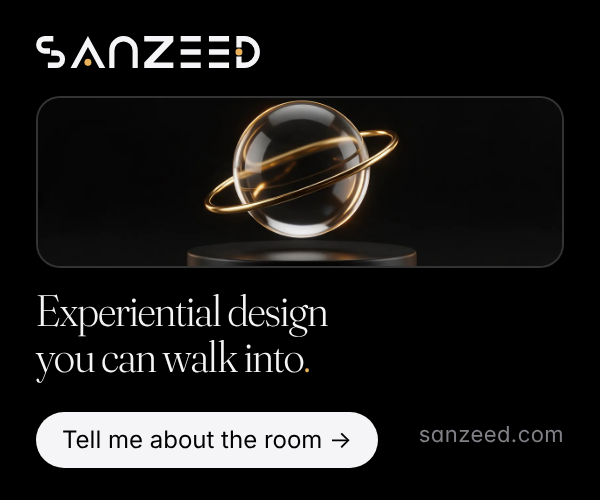 SANZEED
Experiential design
you can walk into.
Tell me about the room →
sanzeed.com